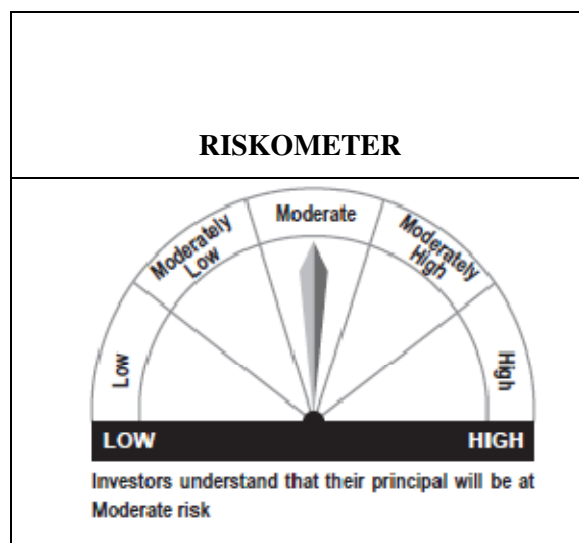 RISKOMETER
Low
Moderately
Low
Moderate
Moderately
High
High
LOW HIGH
Investors understand that their principal will be at
Moderate risk